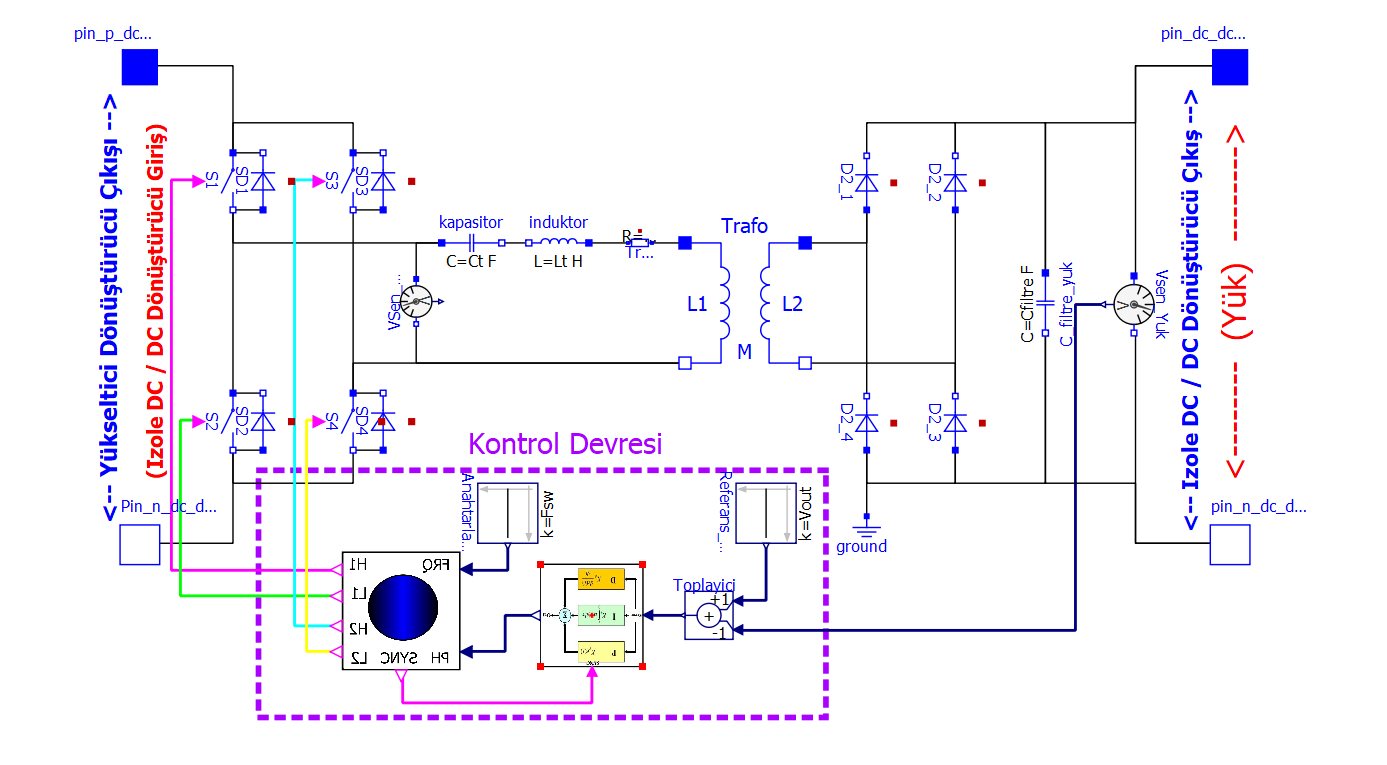 pin_p_dc...
pin_dc_dc...
<-- Yükseltici Dönüştürücü Çıkışı -->
(Izole DC / DC Dönüştürücü Giriş)
S1
SD1
S3
SD3
kapasitor
C=Ct F
induktor
L=Lt H
R=...
Tr...
VSen_...
Trafo
L1
L2
M
D2_1
D2_2
C=Cfiltre F
C_filtre_yuk
Vsen_Yuk
<-- Izole DC / DC Dönüştürücü Çıkış -->
<--------- (Yük) --------->
S2
SD2
S4
SD4
D2_4
D2_3
Kontrol Devresi
Pin_n_dc_d...
pin_n_dc_d...
Anahtarla...
k=Fsw
Referans_...
k=Vout
ground
H1
FRQ
L1
H2
L2
SYNC
PH
D
I
P
Toplayici
+1
+
-1